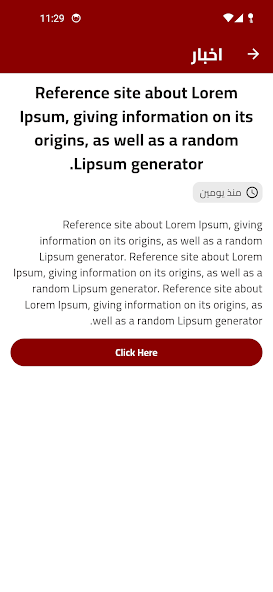 11:29
اخبار
Reference site about Lorem
Ipsum, giving information on its
origins, as well as a random
.Lipsum generator
منذ يومين
Reference site about Lorem Ipsum, giving
information on its origins, as well as a random
Lipsum generator. Reference site about Lorem
Ipsum, giving information on its origins, as well as a
random Lipsum generator. Reference site about
Lorem Ipsum, giving information on its origins, as
.well as a random Lipsum generator
Click Here